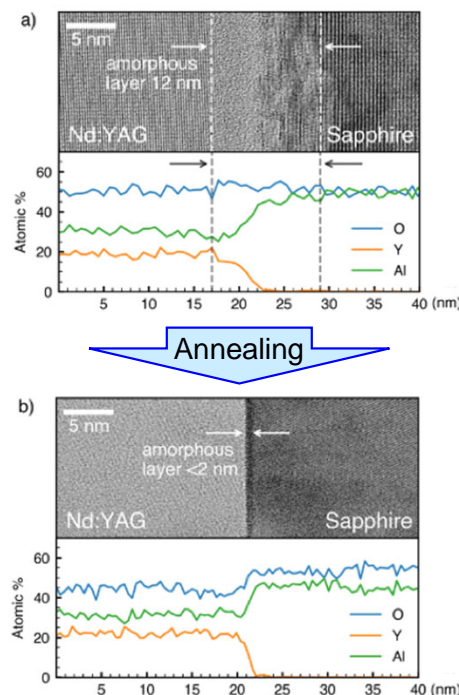 a)
5 nm
amorphous
layer 12 nm
Nd:YAG
Sapphire
60
40
20
0
Atomic %
O
Y
Al
5 10 15 20 25 30 35 40 (nm)
Annealing
b)
5 nm
amorphous
layer <2 nm
Nd:YAG
Sapphire
60
40
20
0
Atomic %
O
Y
Al
5 10 15 20 25 30 35 40 nm)